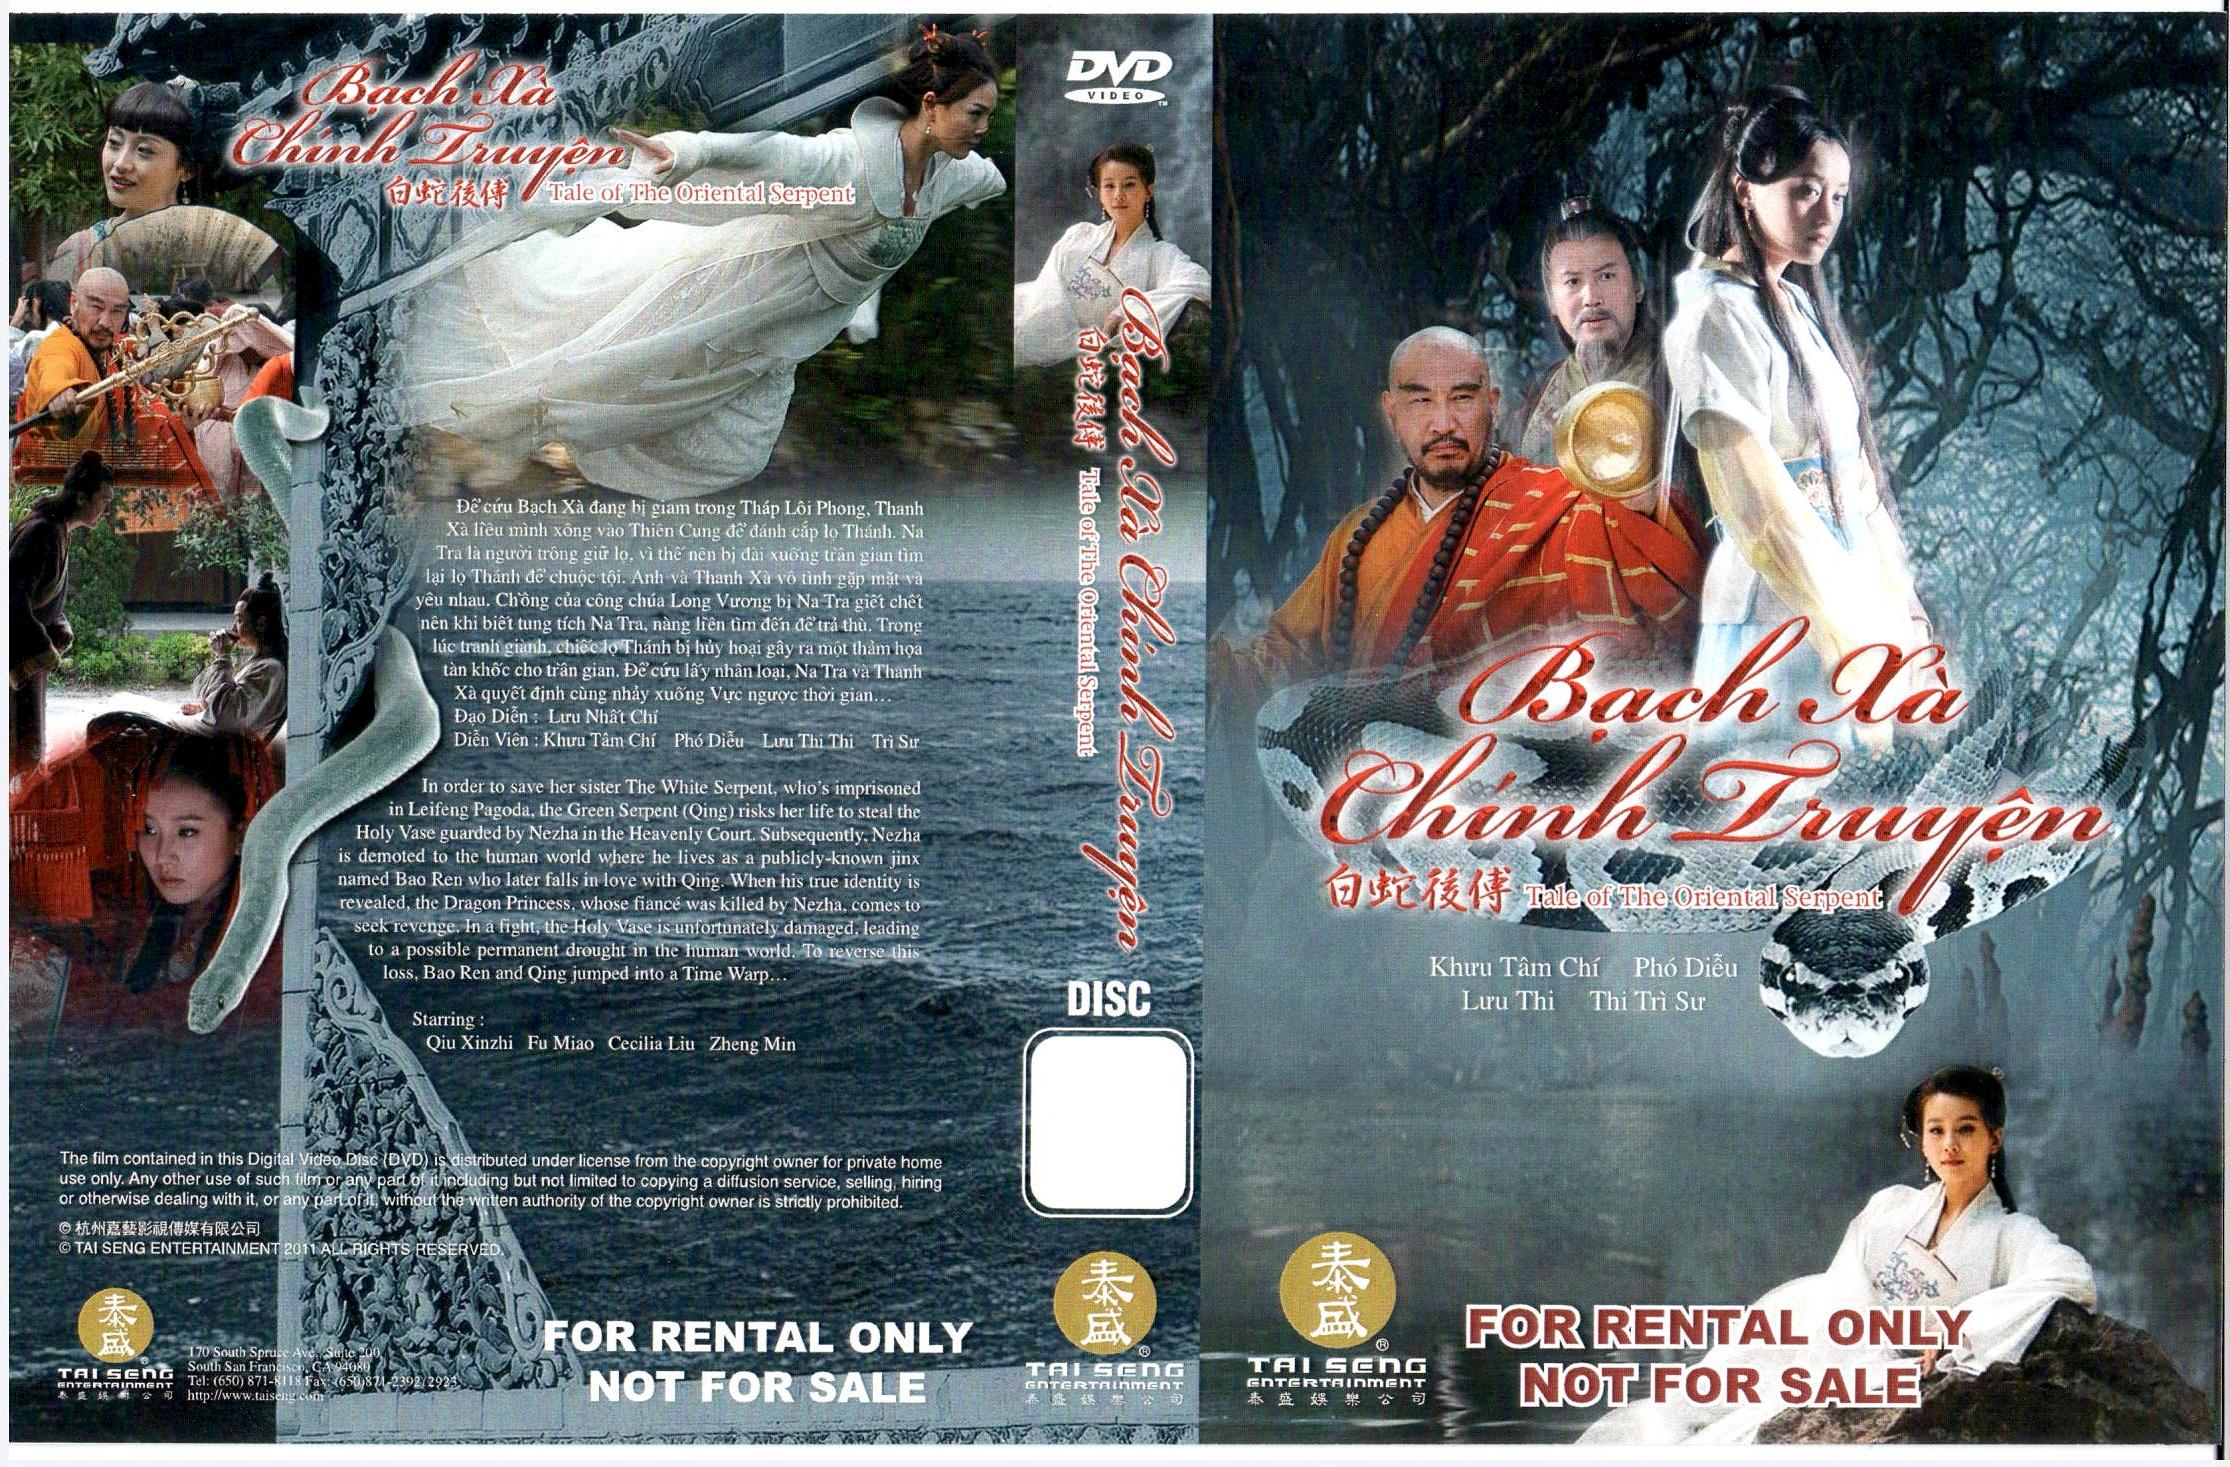 Bạch Xà
Chính Truyện
白蛇後傳 Tale of The Oriental Serpent
Để cứu Bạch Xà đang bị giam trong Tháp Lôi Phong, Thanh
Xà liều mình xông vào Thiên Cung để đánh cắp lọ Thánh. Na
Tra là người trông giữ lọ, vì thế nên bị đài xuống trần gian tìm
lại lọ Thánh để chuộc tội. Anh và Thanh Xà vô tình gặp mặt và
yêu nhau. Chồng của công chúa Long Vương bị Na Tra giết chết
nên khi biết tung tích Na Tra, nàng liền tìm đến để trả thù. Trong
lúc tranh giành, chiếc lọ Thánh bị hủy hoại gây ra một thảm họa
tàn khốc cho trần gian. Để cứu lấy nhân loại, Na Tra và Thanh
Xà quyết định cùng nhảy xuống Vực ngược thời gian...
Đạo Diễn : Lưu Nhất Chí
Diễn Viên : Khưu Tâm Chí Phó Diễu Lưu Thi Thi Trì Sư
In order to save her sister The White Serpent, who's imprisoned
in Leifeng Pagoda, the Green Serpent (Qing) risks her life to steal the
Holy Vase guarded by Nezha in the Heavenly Court. Subsequently, Nezha
is demoted to the human world where he lives as a publicly-known jinx
named Bao Ren who later falls in love with Qing. When his true identity is
revealed, the Dragon Princess, whose fiancé was killed by Nezha, comes to
seek revenge. In a fight, the Holy Vase is unfortunately damaged, leading
to a possible permanent drought in the human world. To reverse this
loss, Bao Ren and Qing jumped into a Time Warp...
Starring :
Qiu Xinzhi Fu Miao Cecilia Liu Zheng Min
The film contained in this Digital Video Disc (DVD) is distributed under license from the copyright owner for private home
use only. Any other use of such film or any part of it including but not limited to copying a diffusion service, selling, hiring
or otherwise dealing with it, or any part of it, without the written authority of the copyright owner is strictly prohibited.
© 杭州嘉藝影視傳媒有限公司
© TAI SENG ENTERTAINMENT 2011 ALL RIGHTS RESERVED.
泰盛
®
TAI SENG
ENTERTAINMENT
泰盛娛樂公司
170 South Spruce Ave., Suite 200
South San Francisco, CA 94080
Tel: (650) 871-8118 Fax: (650)871-2392/2923
http://www.taiseng.com
FOR RENTAL ONLY
NOT FOR SALE
DVD
VIDEO
TM
Bạch Xà Chính Truyện
白蛇後傳 Tale of The Oriental Serpent
DISC
泰盛
®
TAI SENG
ENTERTAINMENT
泰盛娛樂公司
Bạch Xà
Chính Truyện
白蛇後傳 Tale of The Oriental Serpent
Khưu Tâm Chí Phó Diễu
Lưu Thi Thi Trì Sư
泰盛
®
TAI SENG
ENTERTAINMENT
泰盛娛樂公司
FOR RENTAL ONLY
NOT FOR SALE